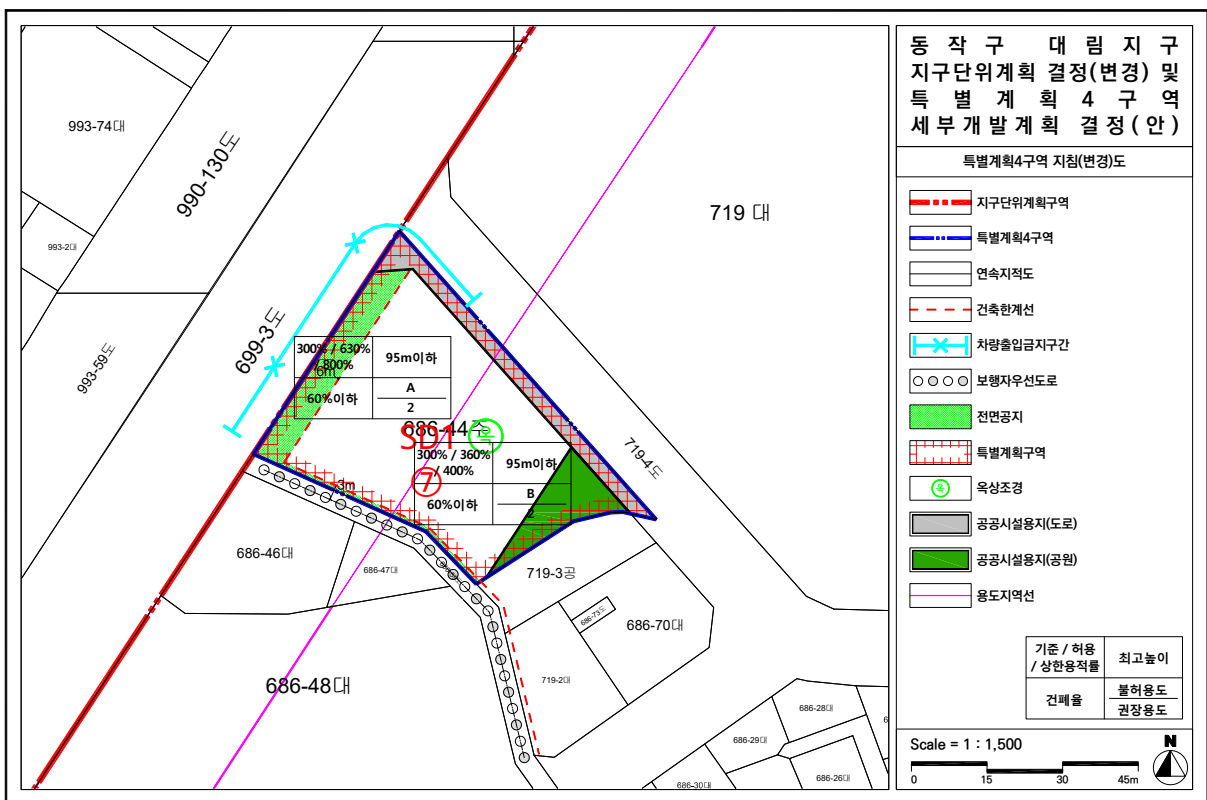 동작구 대림지구
지구단위계획 결정(변경) 및
특별계획4구역
세부개발계획 결정(안)
특별계획4구역 지침(변경)도
지구단위계획구역
특별계획4구역
연속지적도
건축한계선
차량출입금지구간
보행자우선도로
전면공지
특별계획구역
옥
옥상조경
공공시설용지(도로)
공공시설용지(공원)
용도지역선
기준 / 허용
/ 상한용적률
최고높이
건폐율
불허용도
권장용도
Scale = 1 : 1,500
N
0 15 30 45m
993-74대
990-130도
993-2대
993-59도
699-3도
719 대
300% / 630%
/ 800%
95m이하
6m
60%이하
A
2
686-44주
SD1
옥
300% / 360%
/ 400%
95m이하
⑦
60%이하
B
2
3m
719-4도
686-46대
686-47대
719-3공
686-73도
686-70대
719-2대
686-48대
686-28대
686-29대
686-26대
686-30대